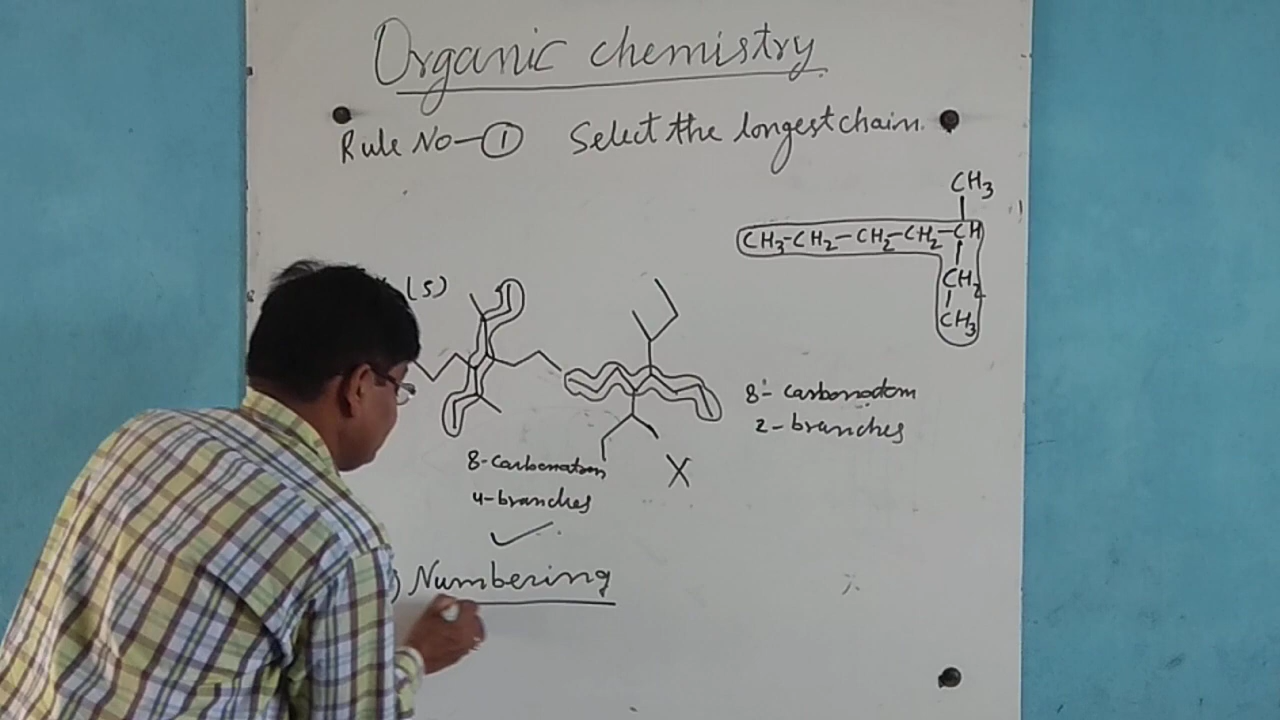 Organic chemistry
Rule No-① Select the longest chain.
CH3
CH3-CH2-CH2-CH2-CH
CH2
CH3
(5)
8-carbonatom
4-branches
✓
X
8-carbonatom
2-branches
) Numbering